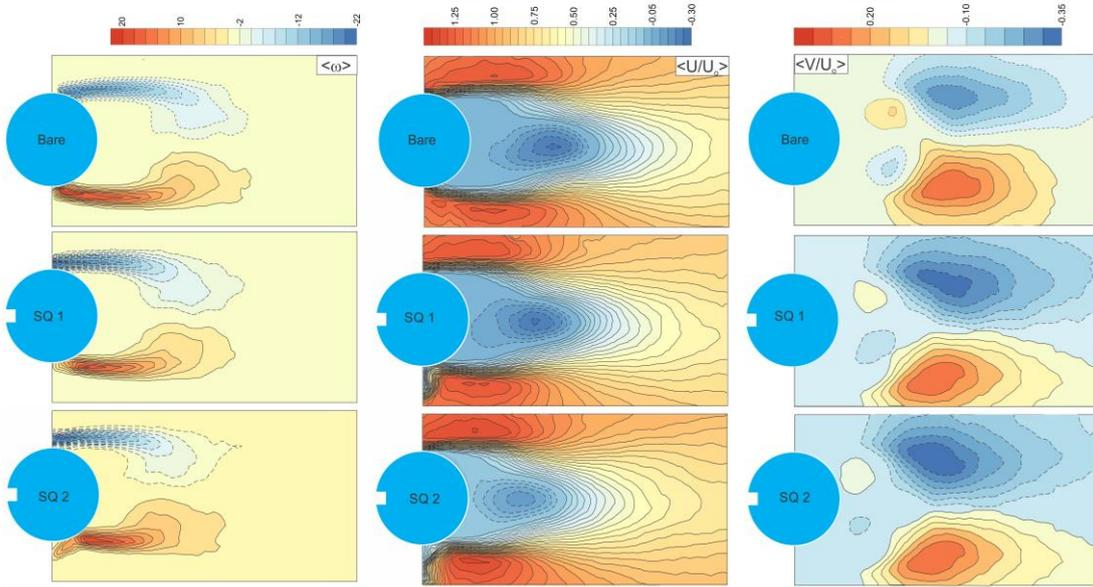 20 10 -2 -12 -22
1.25 1.00 0.75 0.50 0.25 -0.05 -0.30
0.20 -0.10 -0.35
<ω> <U/U₀> <V/U₀>
Bare Bare Bare
SQ 1 SQ 1 SQ 1
SQ 2 SQ 2 SQ 2